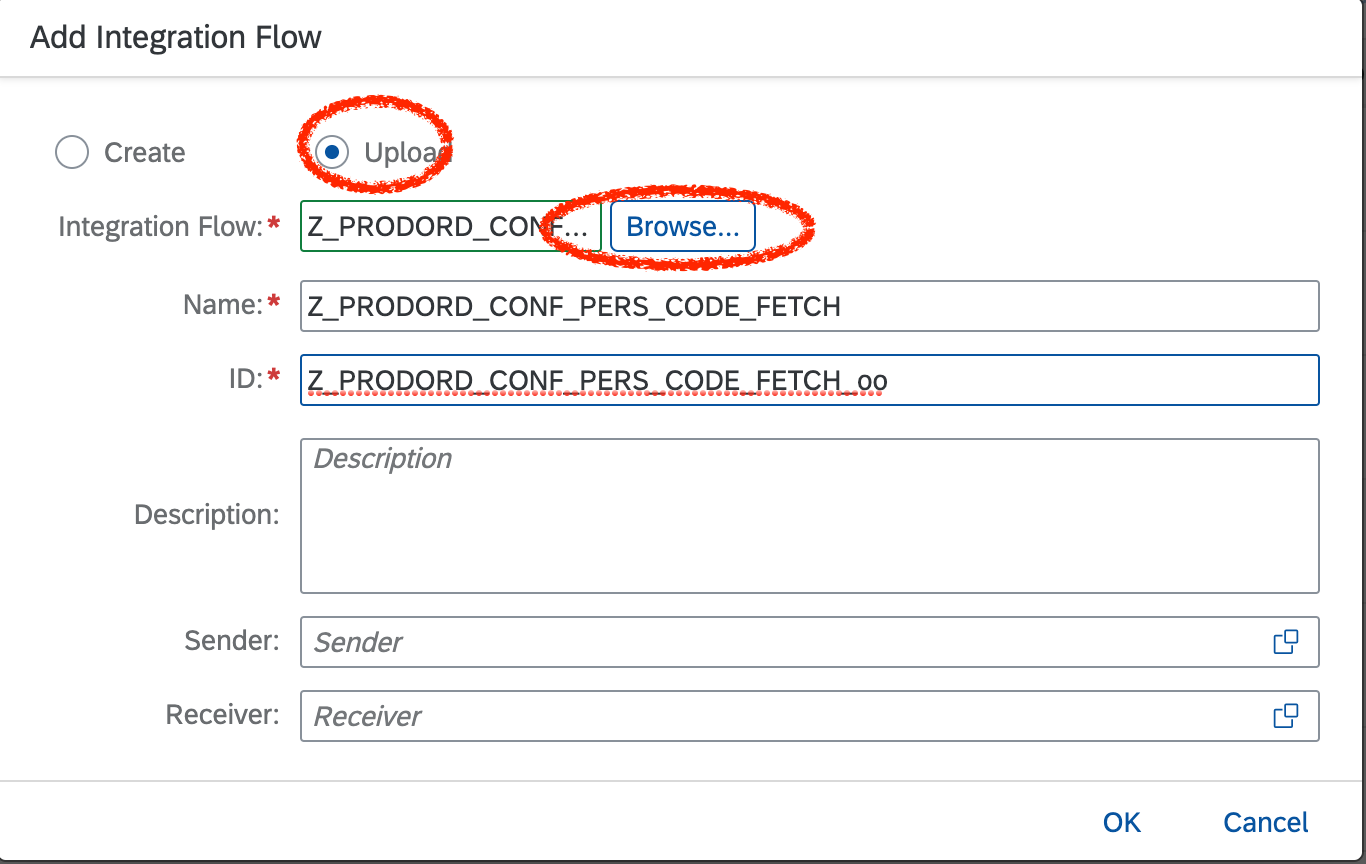 Add Integration Flow
Create Upload
Integration Flow:* Z_PRODORD_CONF... Browse...
Name:* Z_PRODORD_CONF_PERS_CODE_FETCH
ID:* Z_PRODORD_CONF_PERS_CODE_FETCH_oo
Description
Description:
Sender: Sender
Receiver: Receiver
OK Cancel